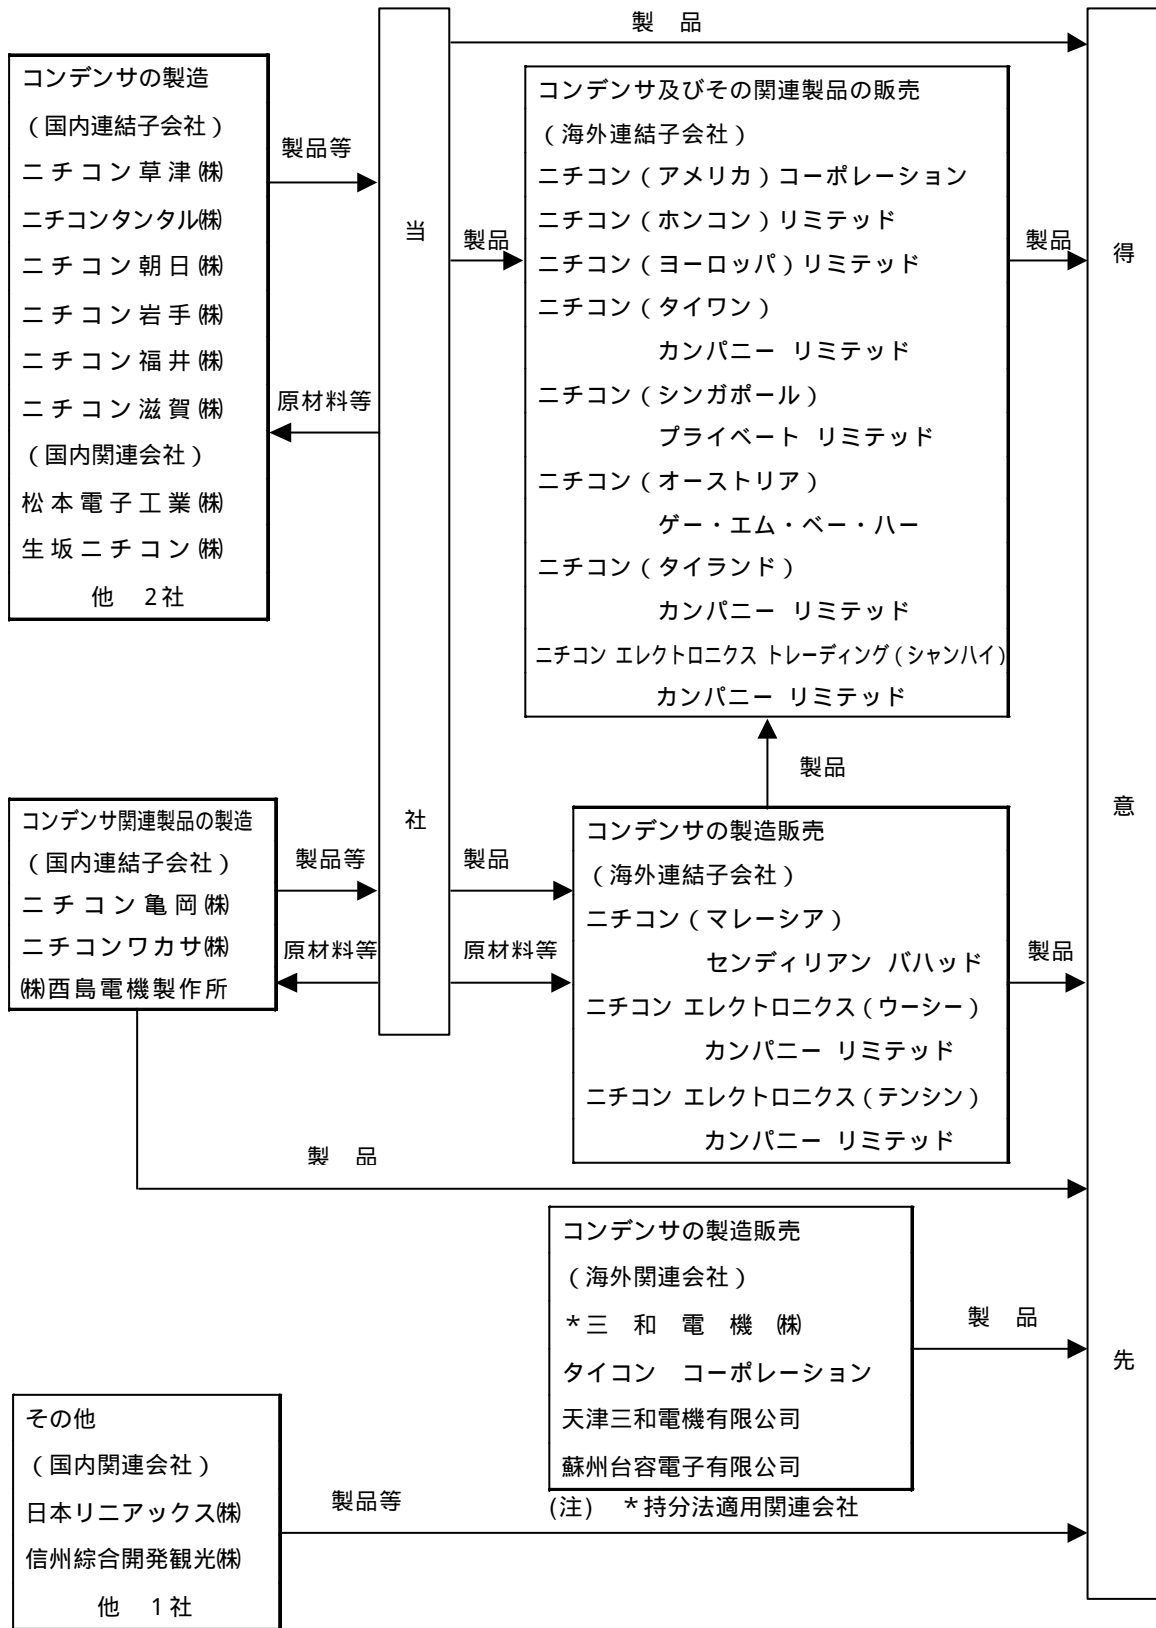 製　品
コンデンサの製造
（国内連結子会社）
ニチコン草津㈱
ニチコンタンタル㈱
ニチコン朝日㈱
ニチコン岩手㈱
ニチコン福井㈱
ニチコン滋賀㈱
（国内関連会社）
松本電子工業㈱
生坂ニチコン㈱
他　2社
製品等
原材料等
当
社
製品
コンデンサ及びその関連製品の販売
（海外連結子会社）
ニチコン（アメリカ）コーポレーション
ニチコン（ホンコン）リミテッド
ニチコン（ヨーロッパ）リミテッド
ニチコン（タイワン）
カンパニー リミテッド
ニチコン（シンガポール）
プライベート リミテッド
ニチコン（オーストリア）
ゲー・エム・ベー・ハー
ニチコン（タイランド）
カンパニー リミテッド
ニチコン エレクトロニクス トレーディング（シャンハイ）
カンパニー リミテッド
製品
得
意
先
製品
コンデンサ関連製品の製造
（国内連結子会社）
ニチコン亀岡㈱
ニチコンワカサ㈱
㈱酉島電機製作所
製品等
原材料等
製品
原材料等
コンデンサの製造販売
（海外連結子会社）
ニチコン（マレーシア）
センディリアン バハッド
ニチコン エレクトロニクス（ウーシー）
カンパニー リミテッド
ニチコン エレクトロニクス（テンシン）
カンパニー リミテッド
製品
製　品
コンデンサの製造販売
（海外関連会社）
*三　和　電　機　㈱
タイコン　コーポレーション
天津三和電機有限公司
蘇州台容電子有限公司
(注)　*持分法適用関連会社
製　品
その他
（国内関連会社）
日本リニアックス㈱
信州綜合開発観光㈱
他　1社
製品等